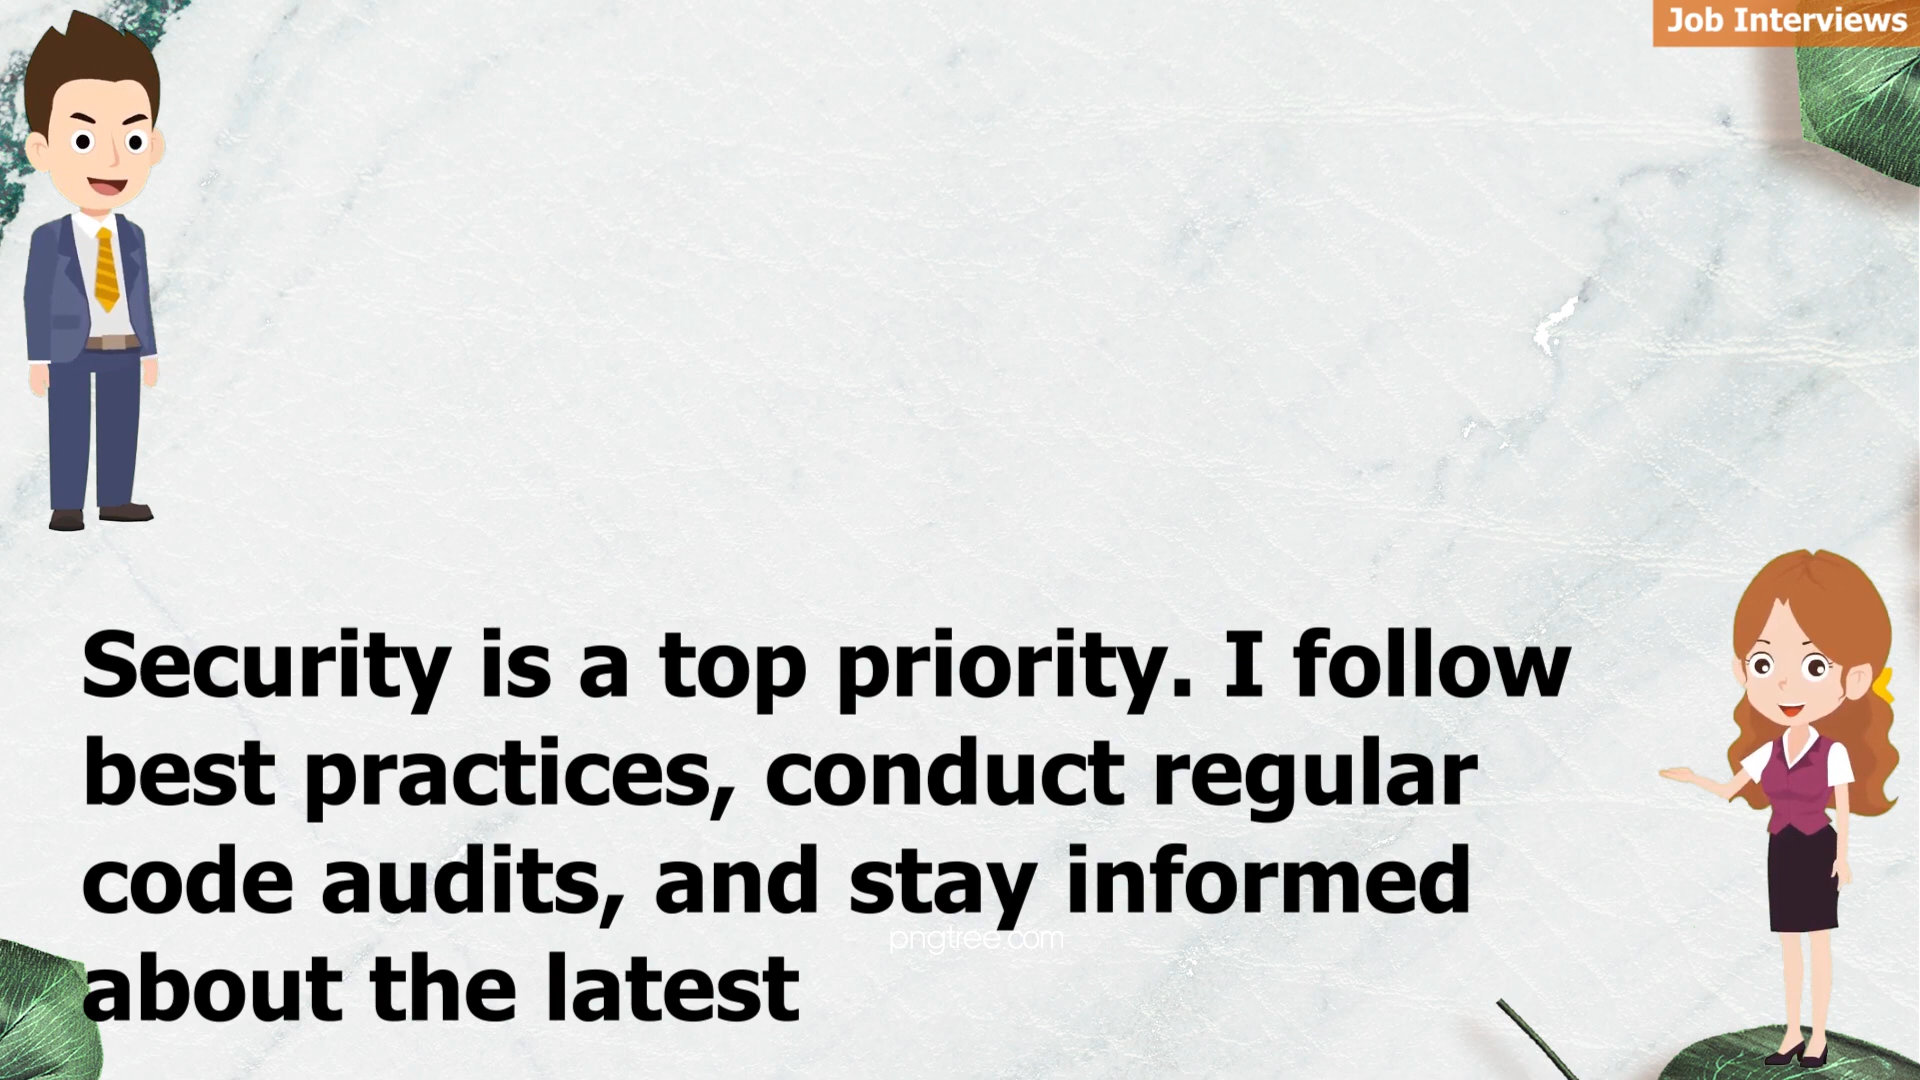 Job Interviews
Security is a top priority. I follow
best practices, conduct regular
code audits, and stay informed
pngtree.com
about the latest